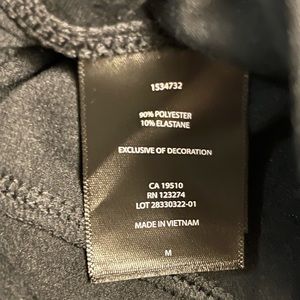 1534732
90% POLYESTER
10% ELASTANE
EXCLUSIVE OF DECORATION
CA 19510
RN 123274
LOT 28330322-01
MADE IN VIETNAM
M